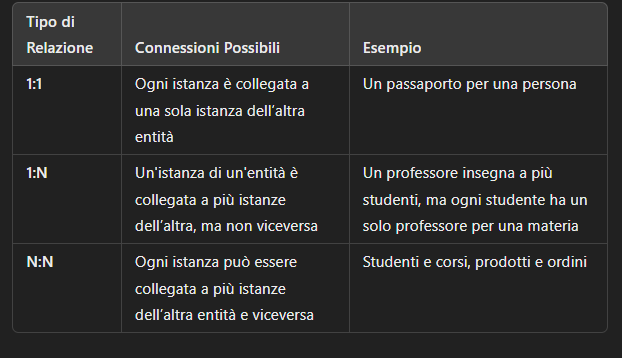 Tipo di
Relazione
Connessioni Possibili
Esempio
1:1
Ogni istanza è collegata a
una sola istanza dell’altra
entità
Un passaporto per una persona
1:N
Un'istanza di un'entità è
collegata a più istanze
dell’altra, ma non viceversa
Un professore insegna a più
studenti, ma ogni studente ha un
solo professore per una materia
N:N
Ogni istanza può essere
collegata a più istanze
dell’altra entità e viceversa
Studenti e corsi, prodotti e ordini